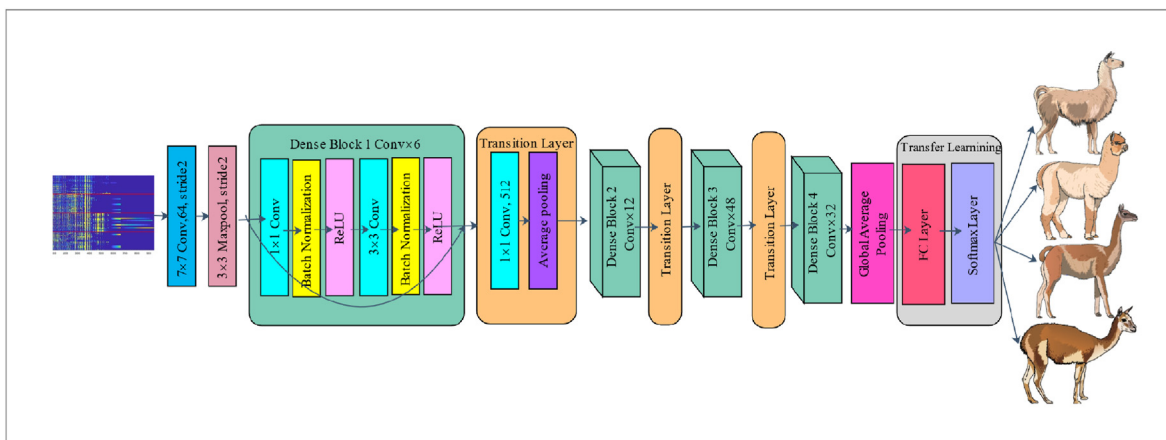 7×7 Conv,64, stride2
3×3 Maxpool, stride2
Dense Block 1 Conv×6
1×1 Conv
Batch Nomalization
ReLU
3×3 Conv
Batch Nomalization
ReLU
Transition Layer
1×1 Conv, 512
Average pooling
Dense Block 2
Conv×12
Transition Layer
Dense Block 3
Conv×48
Transition Layer
Dense Block 4
Conv×32
Global Average
Pooling
Transfer Learnining
FC Layer
Softmax Layer